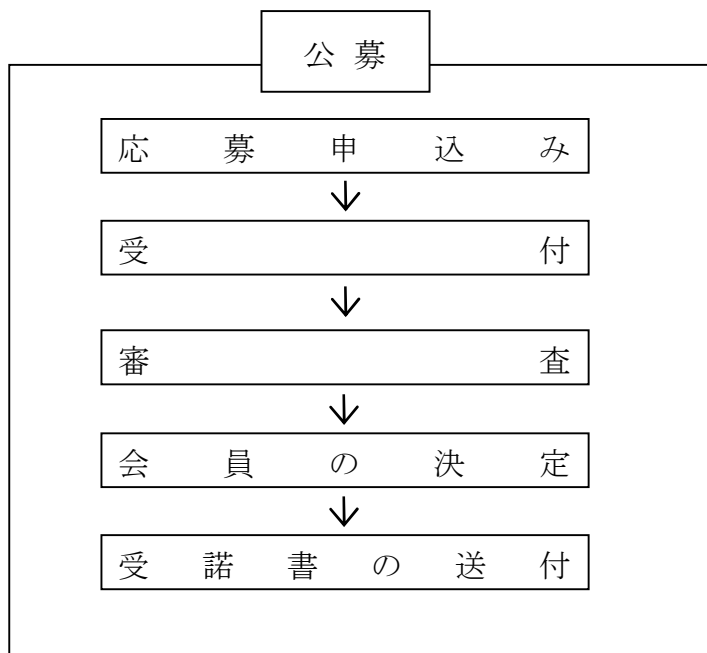 公募
応募申込み
受付
審査
会員の決定
受諾書の送付